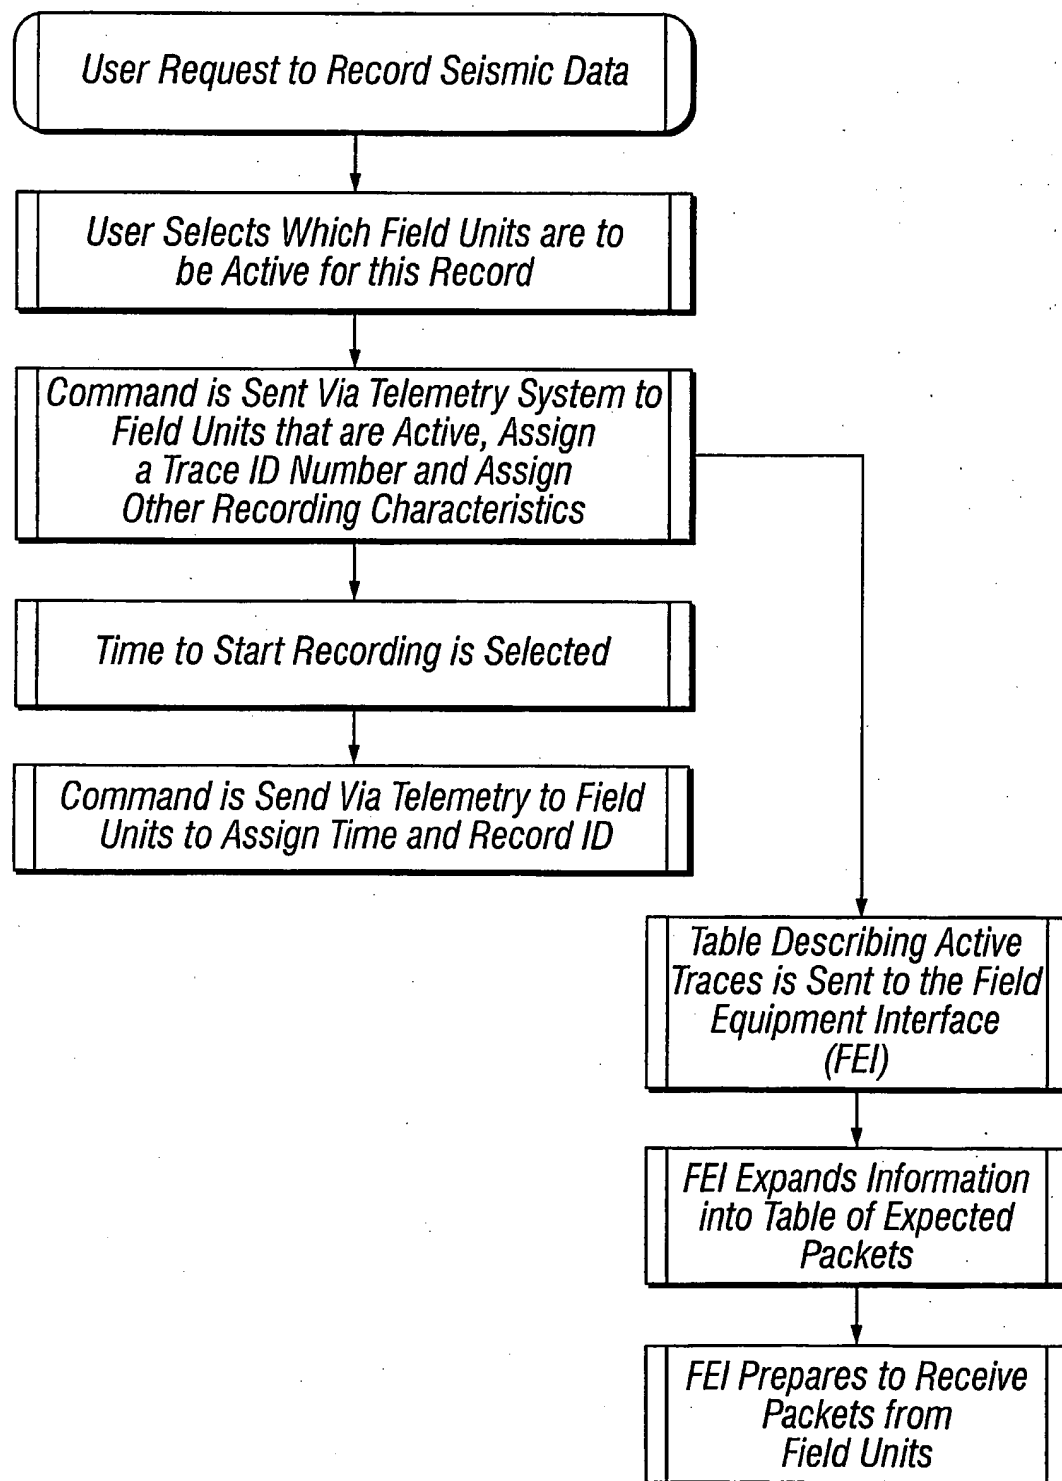 User Request to Record Seismic Data
User Selects Which Field Units are to
be Active for this Record
Command is Sent Via Telemetry System to
Field Units that are Active, Assign
a Trace ID Number and Assign
Other Recording Characteristics
Time to Start Recording is Selected
Command is Send Via Telemetry to Field
Units to Assign Time and Record ID
Table Describing Active
Traces is Sent to the Field
Equipment Interface
(FEI)
FEI Expands Information
into Table of Expected
Packets
FEI Prepares to Receive
Packets from
Field Units